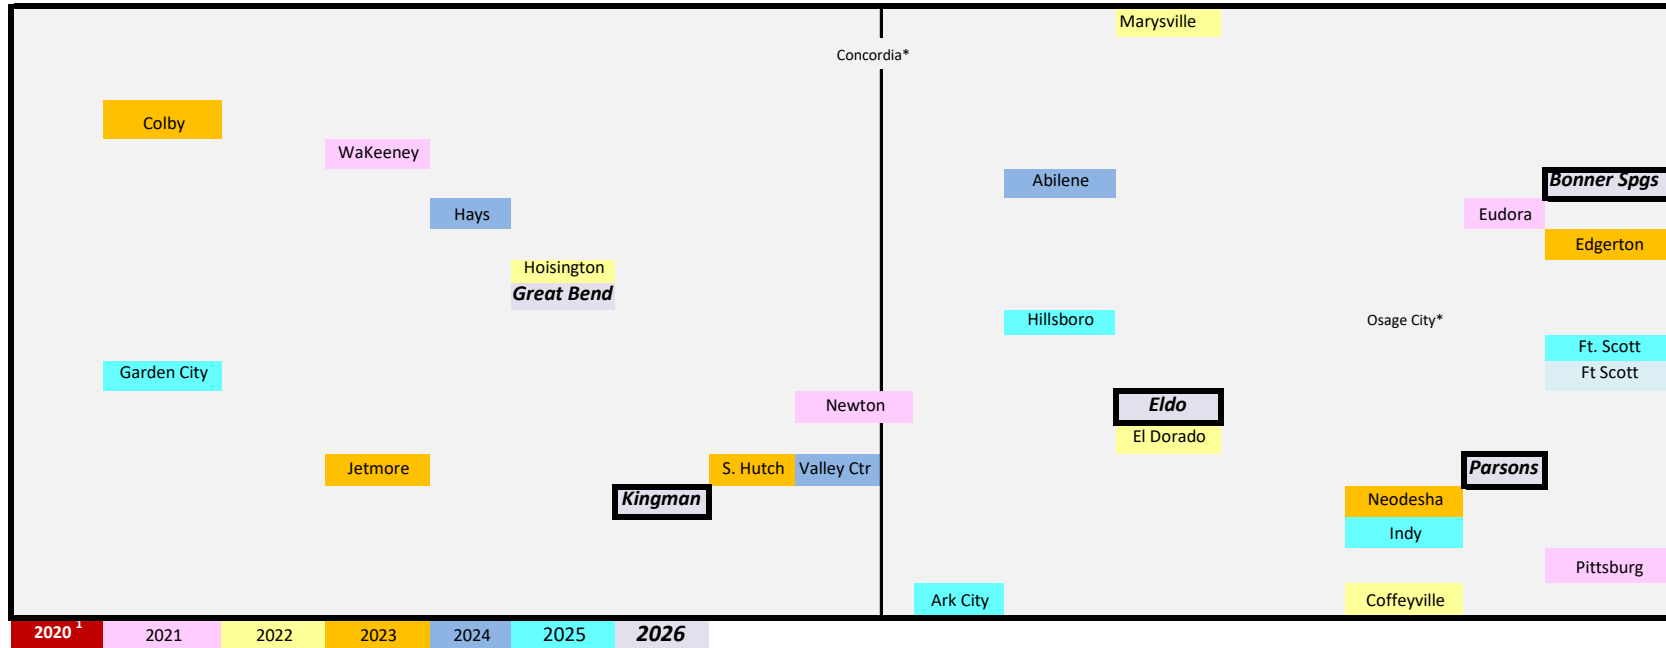 Marysville
Concordia*
Colby
WaKeeney
Abilene
Bonner Spgs
Hays
Eudora
Edgerton
Hoisington
Great Bend
Hillsboro
Osage City*
Ft. Scott
Garden City
Ft Scott
Newton
Eldo
El Dorado
Jetmore
S. Hutch
Valley Ctr
Parsons
Kingman
Neodesha
Indy
Pittsburg
Ark City
Coffeyville
2020 1
2021
2022
2023
2024
2025
2026